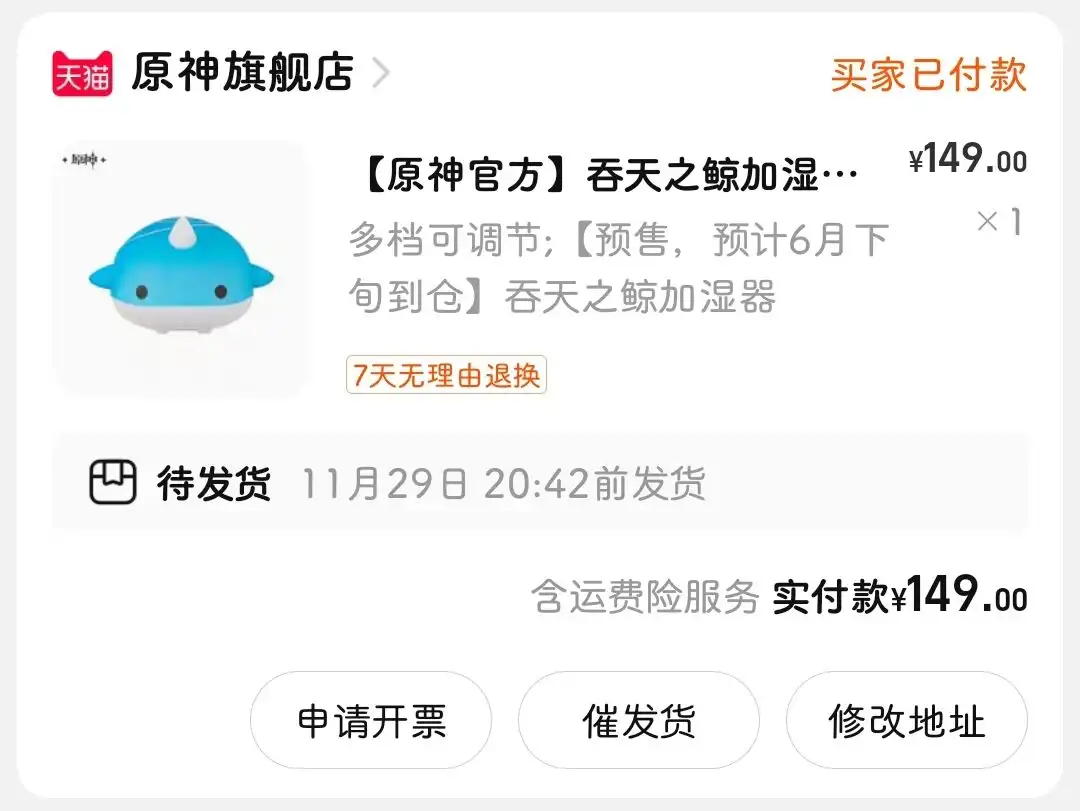 天猫 原神旗舰店
买家已付款
原神
【原神官方】吞天之鲸加湿…
¥149.00
多档可调节;【预售，预计6月下
×1
旬到仓】吞天之鲸加湿器
7天无理由退换
待发货 11月29日 20:42前发货
含运费险服务 实付款¥149.00
申请开票 催发货 修改地址